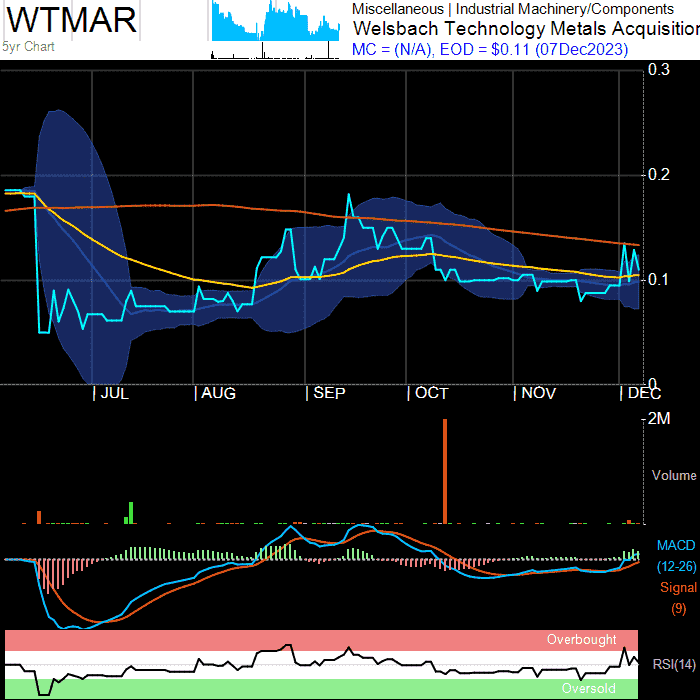 WTMAR
5yr Chart
Miscellaneous | Industrial Machinery/Components
Welsbach Technology Metals Acquisition
MC = (N/A), EOD = $0.11 (07Dec2023)
0.3
0.2
0.1
0
| JUL | AUG | SEP | OCT | NOV | DEC
2M
Volume
MACD
(12-26)
Signal
(9)
Overbought
RSI(14)
Oversold